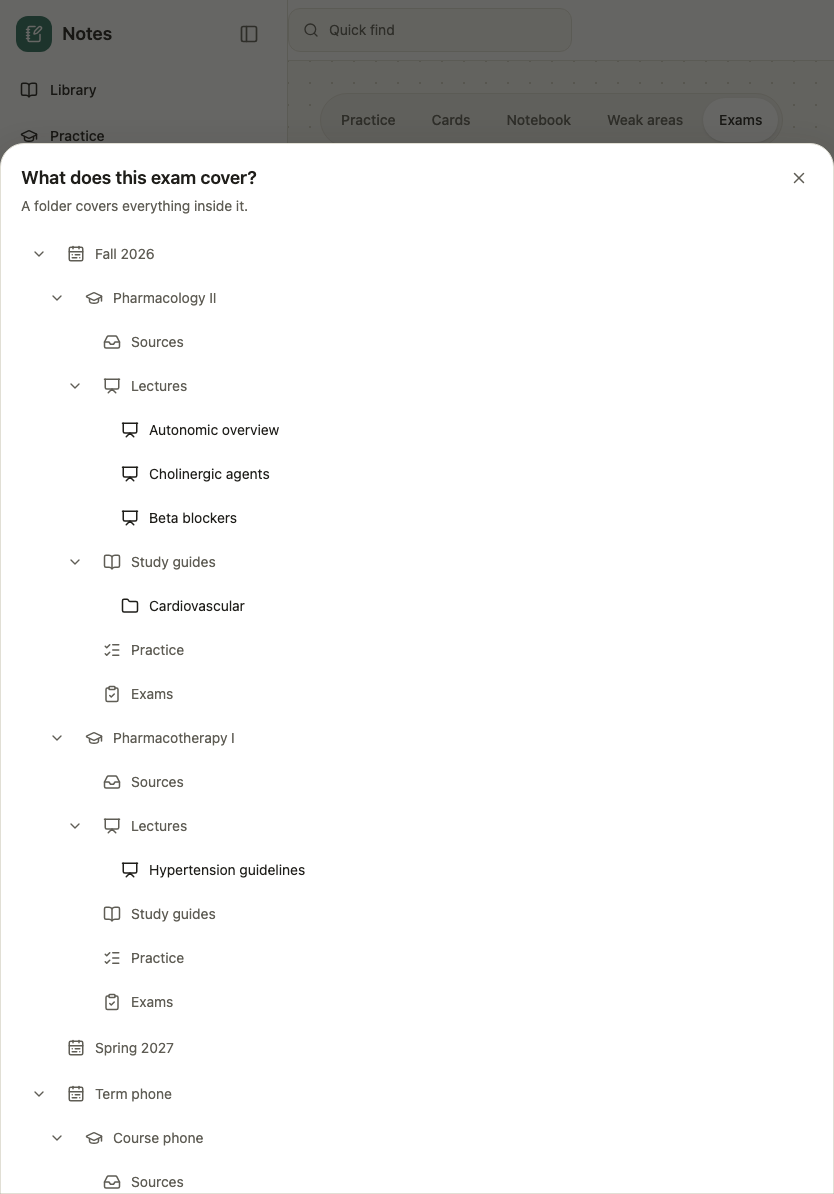 Notes
Quick find
Library
Practice Cards Notebook Weak areas Exams
Practice
What does this exam cover?
A folder covers everything inside it.
Fall 2026
Pharmacology II
Sources
Lectures
Autonomic overview
Cholinergic agents
Beta blockers
Study guides
Cardiovascular
Practice
Exams
Pharmacotherapy I
Sources
Lectures
Hypertension guidelines
Study guides
Practice
Exams
Spring 2027
Term phone
Course phone
Sources